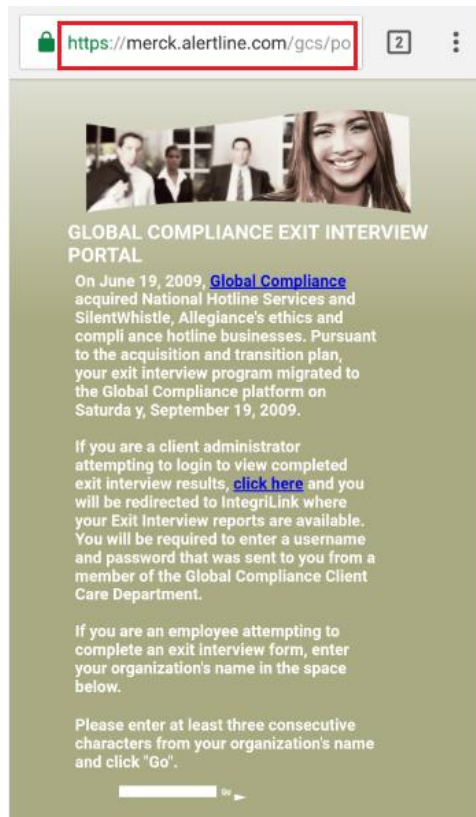 https://merck.alertline.com/gcs/po
2
GLOBAL COMPLIANCE EXIT INTERVIEW
PORTAL
On June 19, 2009, Global Compliance
acquired National Hotline Services and
SilentWhistle, Allegiance's ethics and
compli ance hotline businesses. Pursuant
to the acquisition and transition plan,
your exit interview program migrated to
the Global Compliance platform on
Saturda y, September 19, 2009.
If you are a client administrator
attempting to login to view completed
exit interview results, click here and you
will be redirected to IntegriLink where
your Exit Interview reports are available.
You will be required to enter a username
and password that was sent to you from a
member of the Global Compliance Client
Care Department.
If you are an employee attempting to
complete an exit interview form, enter
your organization's name in the space
below.
Please enter at least three consecutive
characters from your organization's name
and click "Go".
Go